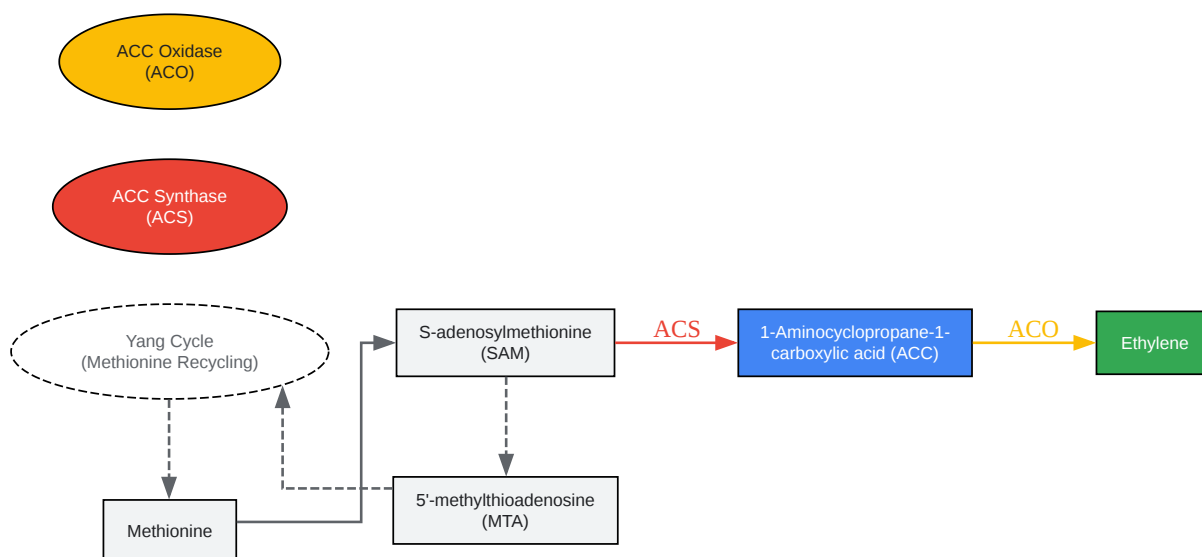 ACC Oxidase
(ACO)
ACC Synthase
(ACS)
Yang Cycle
(Methionine Recycling)
S-adenosylmethionine
(SAM)
ACS
1-Aminocyclopropane-1-
carboxylic acid (ACC)
ACO
Ethylene
Methionine
5'-methylthioadenosine
(MTA)